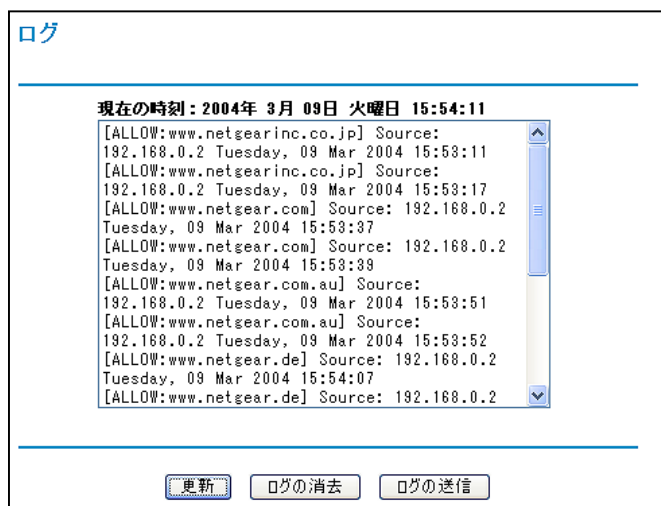 ログ
現在の時刻：2004年 3月 09日 火曜日 15:54:11
[ALLOW:www.netgearinc.co.jp] Source:
192.168.0.2 Tuesday, 09 Mar 2004 15:53:11
[ALLOW:www.netgearinc.co.jp] Source:
192.168.0.2 Tuesday, 09 Mar 2004 15:53:17
[ALLOW:www.netgear.com] Source: 192.168.0.2
Tuesday, 09 Mar 2004 15:53:37
[ALLOW:www.netgear.com] Source: 192.168.0.2
Tuesday, 09 Mar 2004 15:53:39
[ALLOW:www.netgear.com.au] Source:
192.168.0.2 Tuesday, 09 Mar 2004 15:53:51
[ALLOW:www.netgear.com.au] Source:
192.168.0.2 Tuesday, 09 Mar 2004 15:53:52
[ALLOW:www.netgear.de] Source: 192.168.0.2
Tuesday, 09 Mar 2004 15:54:07
[ALLOW:www.netgear.de] Source: 192.168.0.2
更新 ログの消去 ログの送信